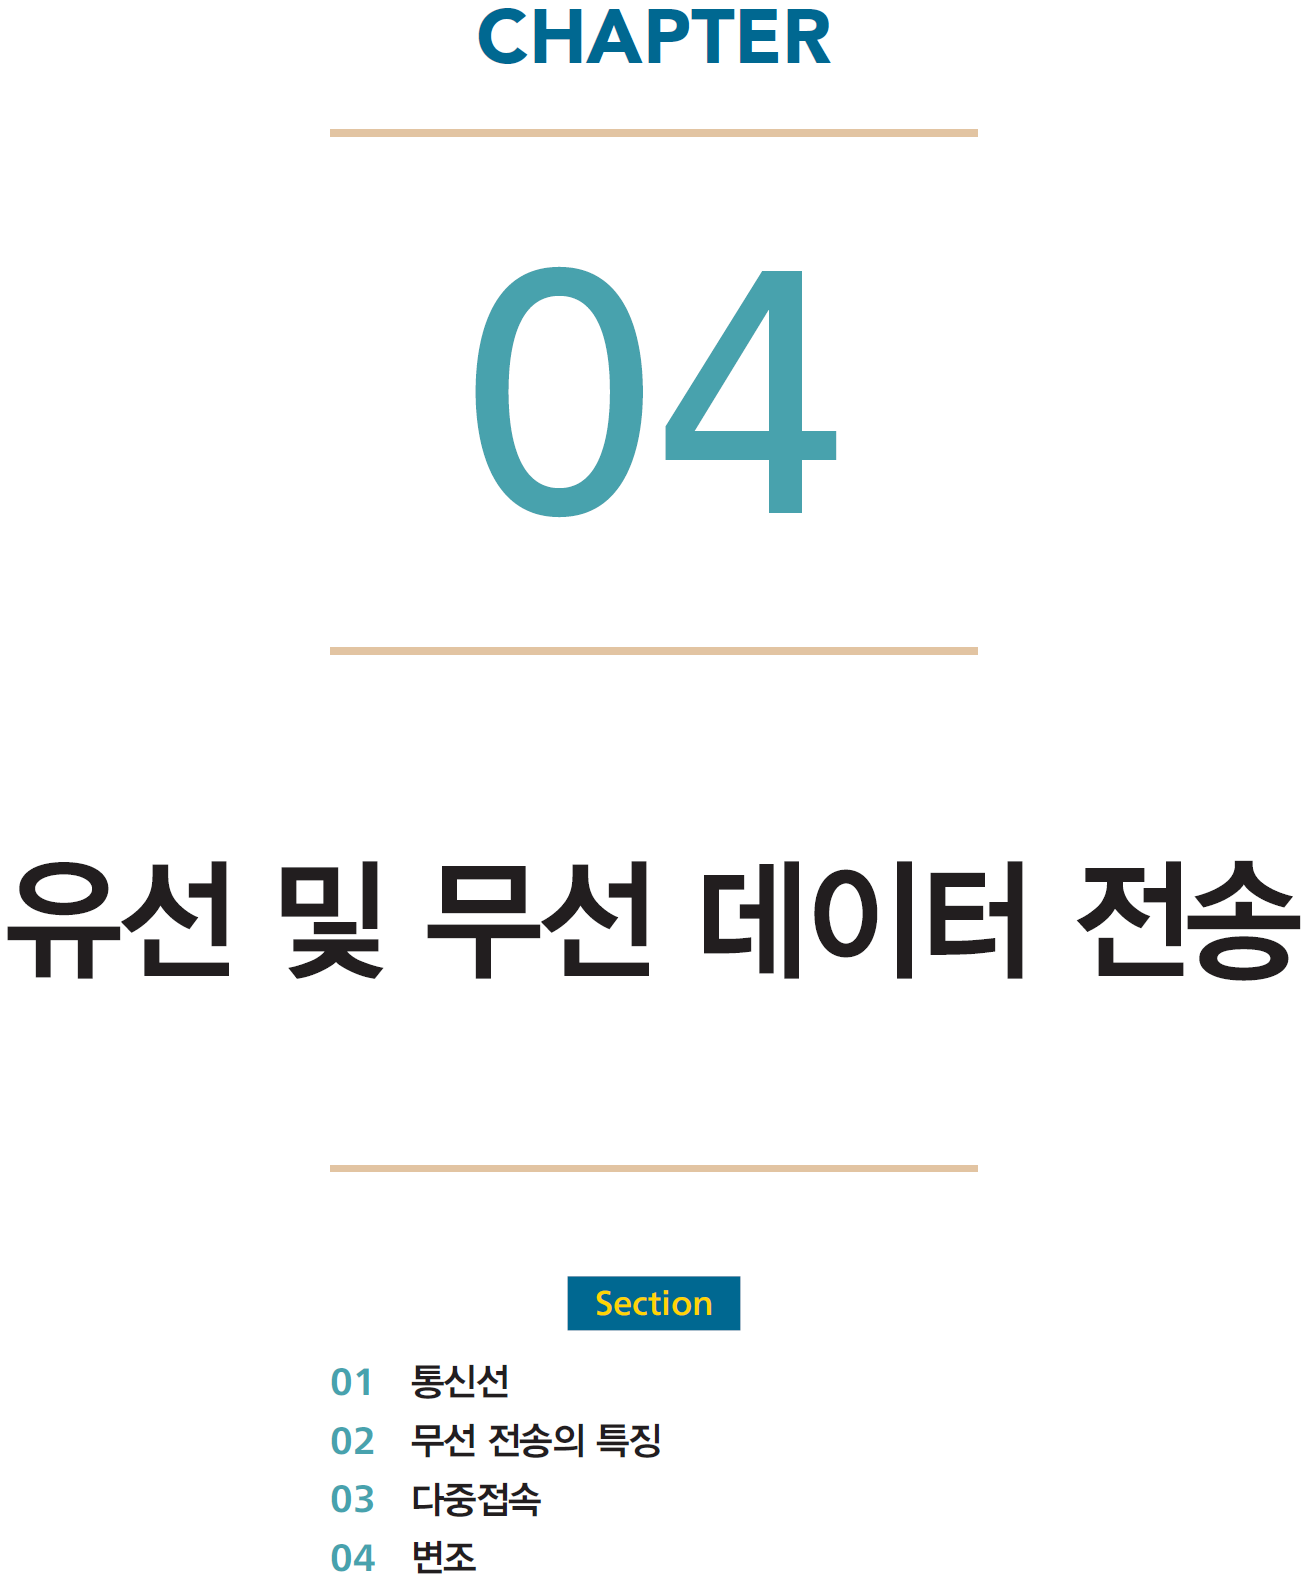 CHAPTER
04
유선 및 무선 데이터 전송
Section
01 통신선
02 무선 전송의 특징
03 다중접속
04 변조